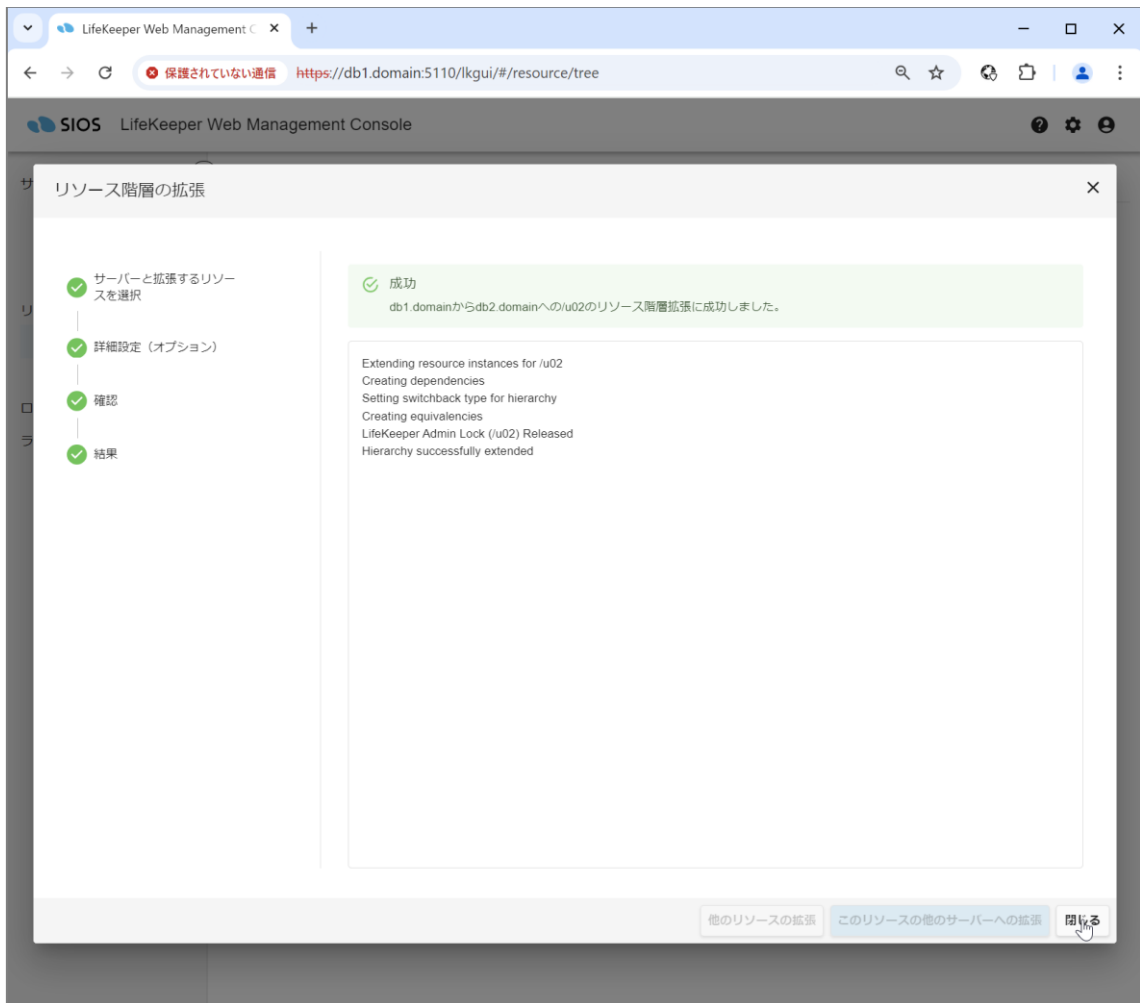 LifeKeeper Web Management C
保護されていない通信
https://db1.domain:5110/lkgui/#/resource/tree
SIOS LifeKeeper Web Management Console
サ
リソース階層の拡張
サーバーと拡張するリソー
スを選択
詳細設定（オプション）
確認
結果
リ
ロ
ラ
成功
db1.domainからdb2.domainへの/u02のリソース階層拡張に成功しました。
Extending resource instances for /u02
Creating dependencies
Setting switchback type for hierarchy
Creating equivalencies
LifeKeeper Admin Lock (/u02) Released
Hierarchy successfully extended
他のリソースの拡張
このリソースの他のサーバーへの拡張
閉じる